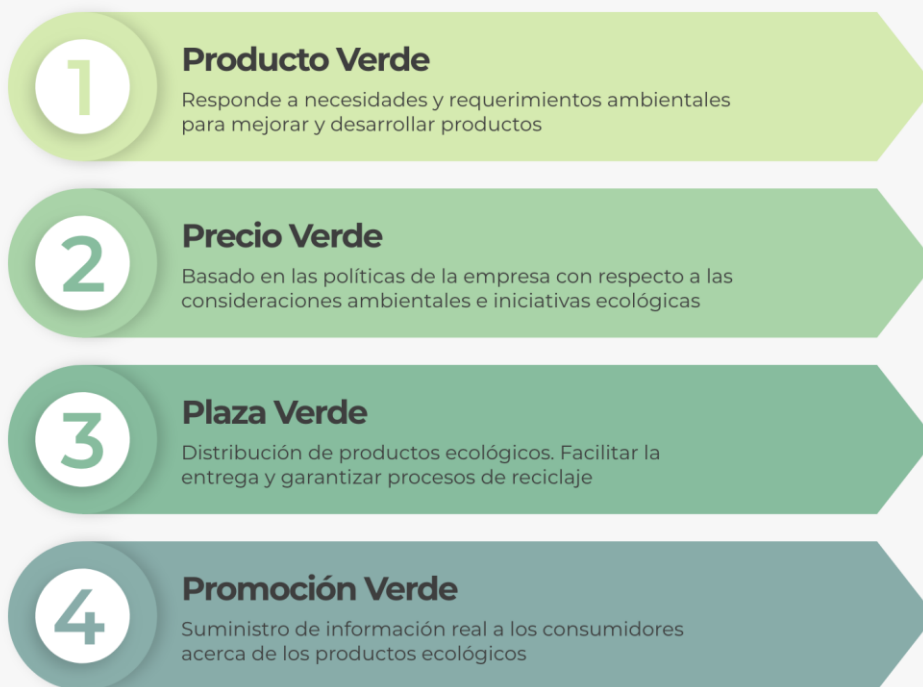 1
Producto Verde
Responde a necesidades y requerimientos ambientales
para mejorar y desarrollar productos
2
Precio Verde
Basado en las políticas de la empresa con respecto a las
consideraciones ambientales e iniciativas ecológicas
3
Plaza Verde
Distribución de productos ecológicos. Facilitar la
entrega y garantizar procesos de reciclaje
4
Promoción Verde
Suministro de información real a los consumidores
acerca de los productos ecológicos